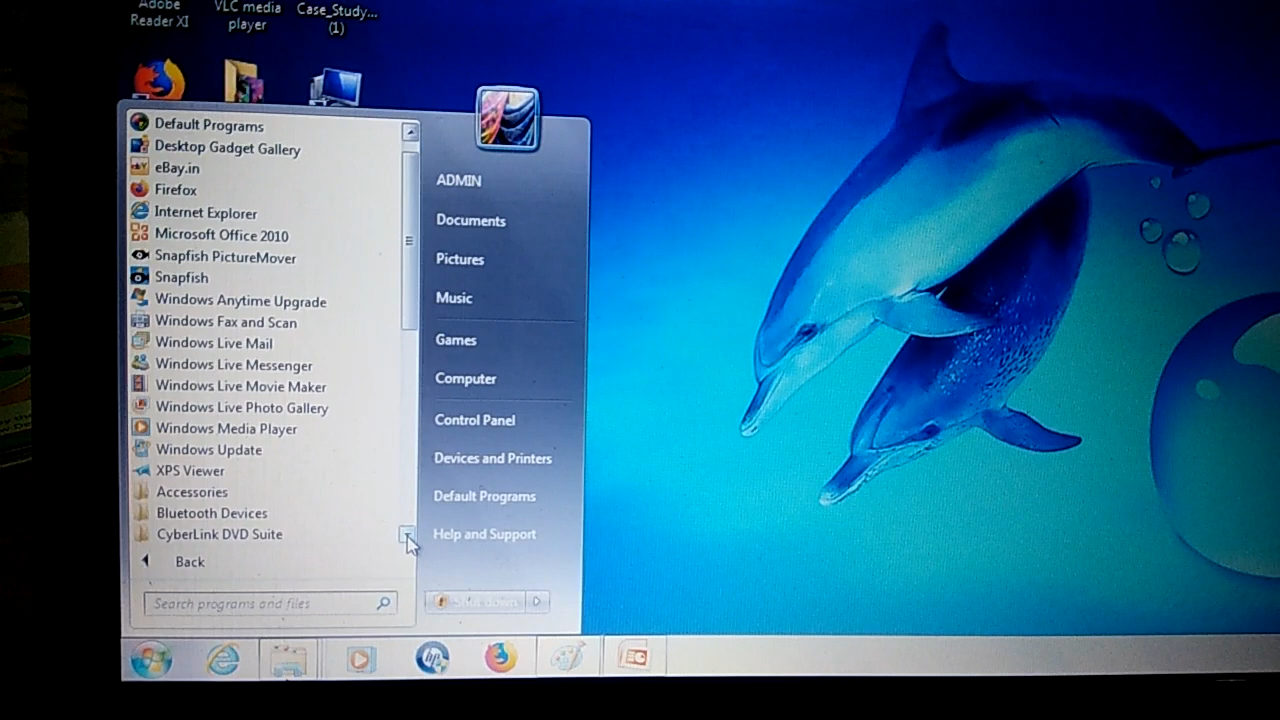 Adobe
Reader XI
VLC media
player
Case_Study...
(1)
Default Programs
Desktop Gadget Gallery
eBay.in
Firefox
Internet Explorer
Microsoft Office 2010
Snapfish PictureMover
Snapfish
Windows Anytime Upgrade
Windows Fax and Scan
Windows Live Mail
Windows Live Messenger
Windows Live Movie Maker
Windows Live Photo Gallery
Windows Media Player
Windows Update
XPS Viewer
Accessories
Bluetooth Devices
CyberLink DVD Suite
Back
Search programs and files
ADMIN
Documents
Pictures
Music
Games
Computer
Control Panel
Devices and Printers
Default Programs
Help and Support
Shut down
hp